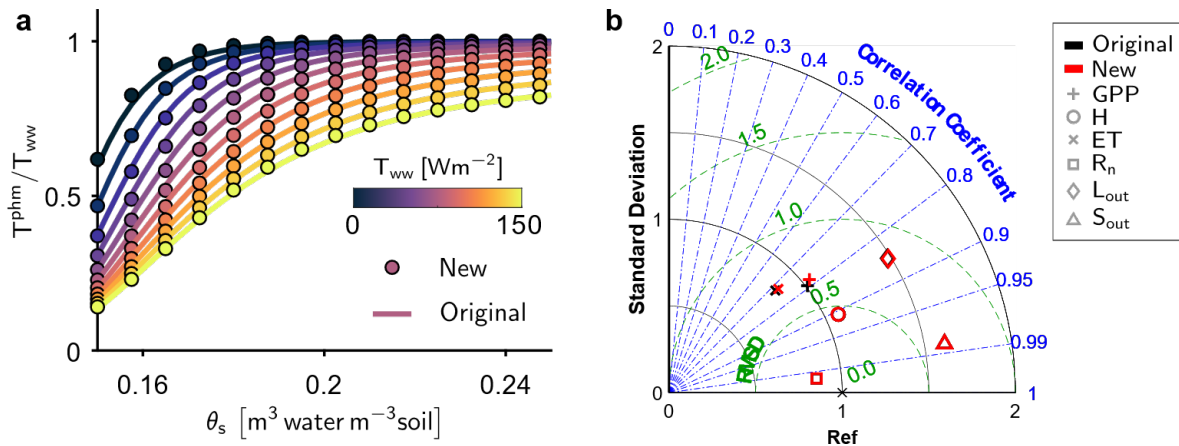 a
1
0.5
0
T^phm/T_ww
T_ww [Wm⁻²]
0 150
New
Original
0.16 0.2 0.24
θ_s [m³ water m⁻³ soil]
b
Standard Deviation
2
1
0
0 1 2
Ref
0 0.1 0.2 0.3 0.4 0.5 0.6 0.7 0.8 0.9 0.95 0.99 1
Correlation Coefficient
2.0
1.5
1.0
0.5
0.0
RMSD
Original
New
GPP
H
ET
R_n
L_out
S_out